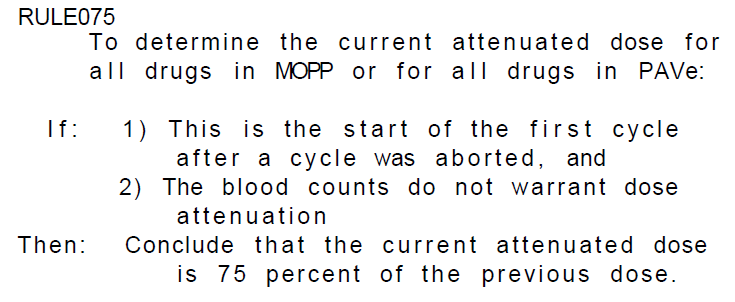 RULE075
To determine the current attenuated dose for
all drugs in MOPP or for all drugs in PAVe:
If: 1) This is the start of the first cycle
after a cycle was aborted, and
2) The blood counts do not warrant dose
attenuation
Then: Conclude that the current attenuated dose
is 75 percent of the previous dose.